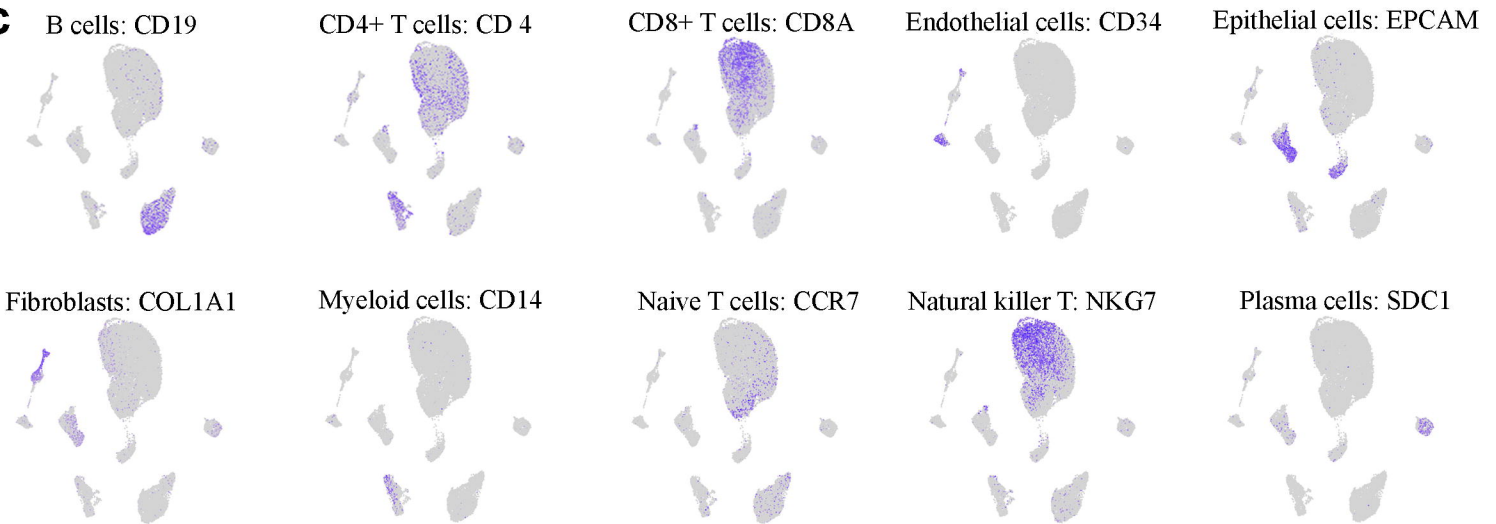 C
B cells: CD19
CD4+ T cells: CD 4
CD8+ T cells: CD8A
Endothelial cells: CD34
Epithelial cells: EPCAM
Fibroblasts: COL1A1
Myeloid cells: CD14
Naive T cells: CCR7
Natural killer T: NKG7
Plasma cells: SDC1